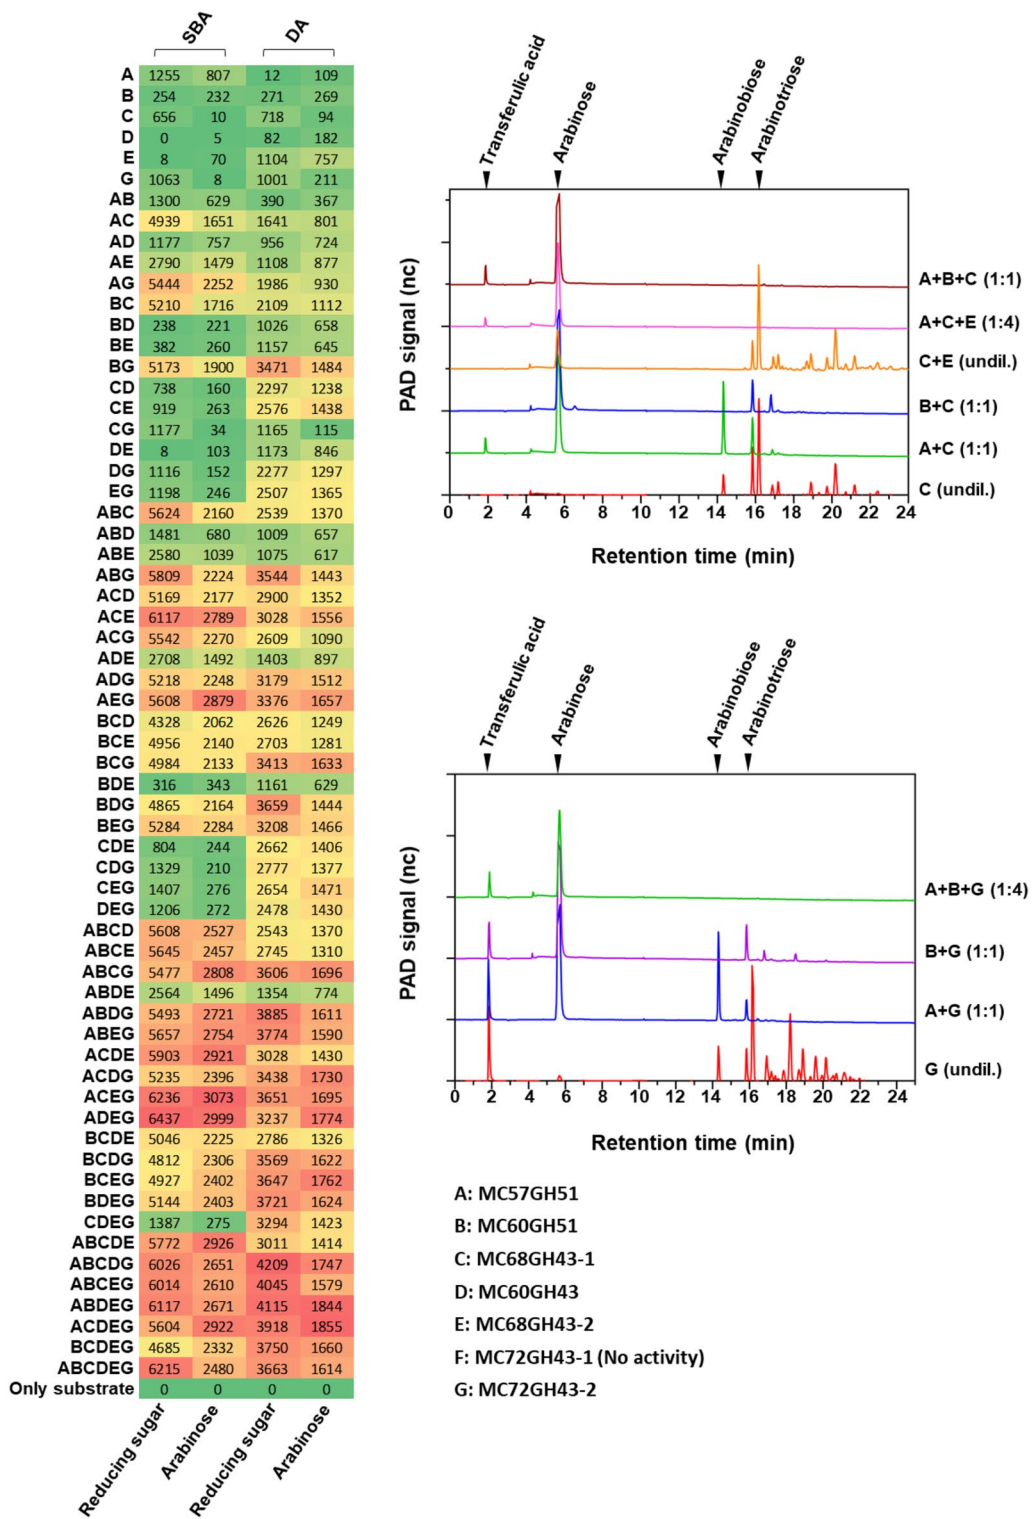 SBA DA
A 1255 807 12 109
B 254 232 271 269
C 656 10 718 94
D 0 5 82 182
E 8 70 1104 757
G 1063 8 1001 211
AB 1300 629 390 367
AC 4939 1651 1641 801
AD 1177 757 956 724
AE 2790 1479 1108 877
AG 5444 2252 1986 930
BC 5210 1716 2109 1112
BD 238 221 1026 658
BE 382 260 1157 645
BG 5173 1900 3471 1484
CD 738 160 2297 1238
CE 919 263 2576 1438
CG 1177 34 1165 115
DE 8 103 1173 846
DG 1116 152 2277 1297
EG 1198 246 2507 1365
ABC 5624 2160 2539 1370
ABD 1481 680 1009 657
ABE 2580 1039 1075 617
ABG 5809 2224 3544 1443
ACD 5169 2177 2900 1352
ACE 6117 2789 3028 1556
ACG 5542 2270 2609 1090
ADE 2708 1492 1403 897
ADG 5218 2248 3179 1512
AEG 5608 2879 3376 1657
BCD 4328 2062 2626 1249
BCE 4956 2140 2703 1281
BCG 4984 2133 3413 1633
BDE 316 343 1161 629
BDG 4865 2164 3659 1444
BEG 5284 2284 3208 1466
CDE 804 244 2662 1406
CDG 1329 210 2777 1377
CEG 1407 276 2654 1471
DEG 1206 272 2478 1430
ABCD 5608 2527 2543 1370
ABCE 5645 2457 2745 1310
ABCG 5477 2808 3606 1696
ABDE 2564 1496 1354 774
ABDG 5493 2721 3885 1611
ABEG 5657 2754 3774 1590
ACDE 5903 2921 3028 1430
ACDG 5235 2396 3438 1730
ACEG 6236 3073 3651 1695
ADEG 6437 2999 3237 1774
BCDE 5046 2225 2786 1326
BCDG 4812 2306 3569 1622
BCEG 4927 2402 3647 1762
BDEG 5144 2403 3721 1624
CDEG 1387 275 3294 1423
ABCDE 5772 2926 3011 1414
ABCDG 6026 2651 4209 1747
ABCEG 6014 2610 4045 1579
ABDEG 6117 2671 4115 1844
ACDEG 5604 2922 3918 1855
BCDEG 4685 2332 3750 1660
ABCDEG 6215 2480 3663 1614
Only substrate 0 0 0 0
Reducing sugar Arabinose Reducing sugar Arabinose
Transferulic acid Arabinose Arabinobiose Arabinotriose
PAD signal (nc)
A+B+C (1:1)
A+C+E (1:4)
C+E (undil.)
B+C (1:1)
A+C (1:1)
C (undil.)
0 2 4 6 8 10 12 14 16 18 20 22 24
Retention time (min)
Transferulic acid Arabinose Arabinobiose Arabinotriose
PAD signal (nc)
A+B+G (1:4)
B+G (1:1)
A+G (1:1)
G (undil.)
0 2 4 6 8 10 12 14 16 18 20 22 24
Retention time (min)
A: MC57GH51
B: MC60GH51
C: MC68GH43-1
D: MC60GH43
E: MC68GH43-2
F: MC72GH43-1 (No activity)
G: MC72GH43-2